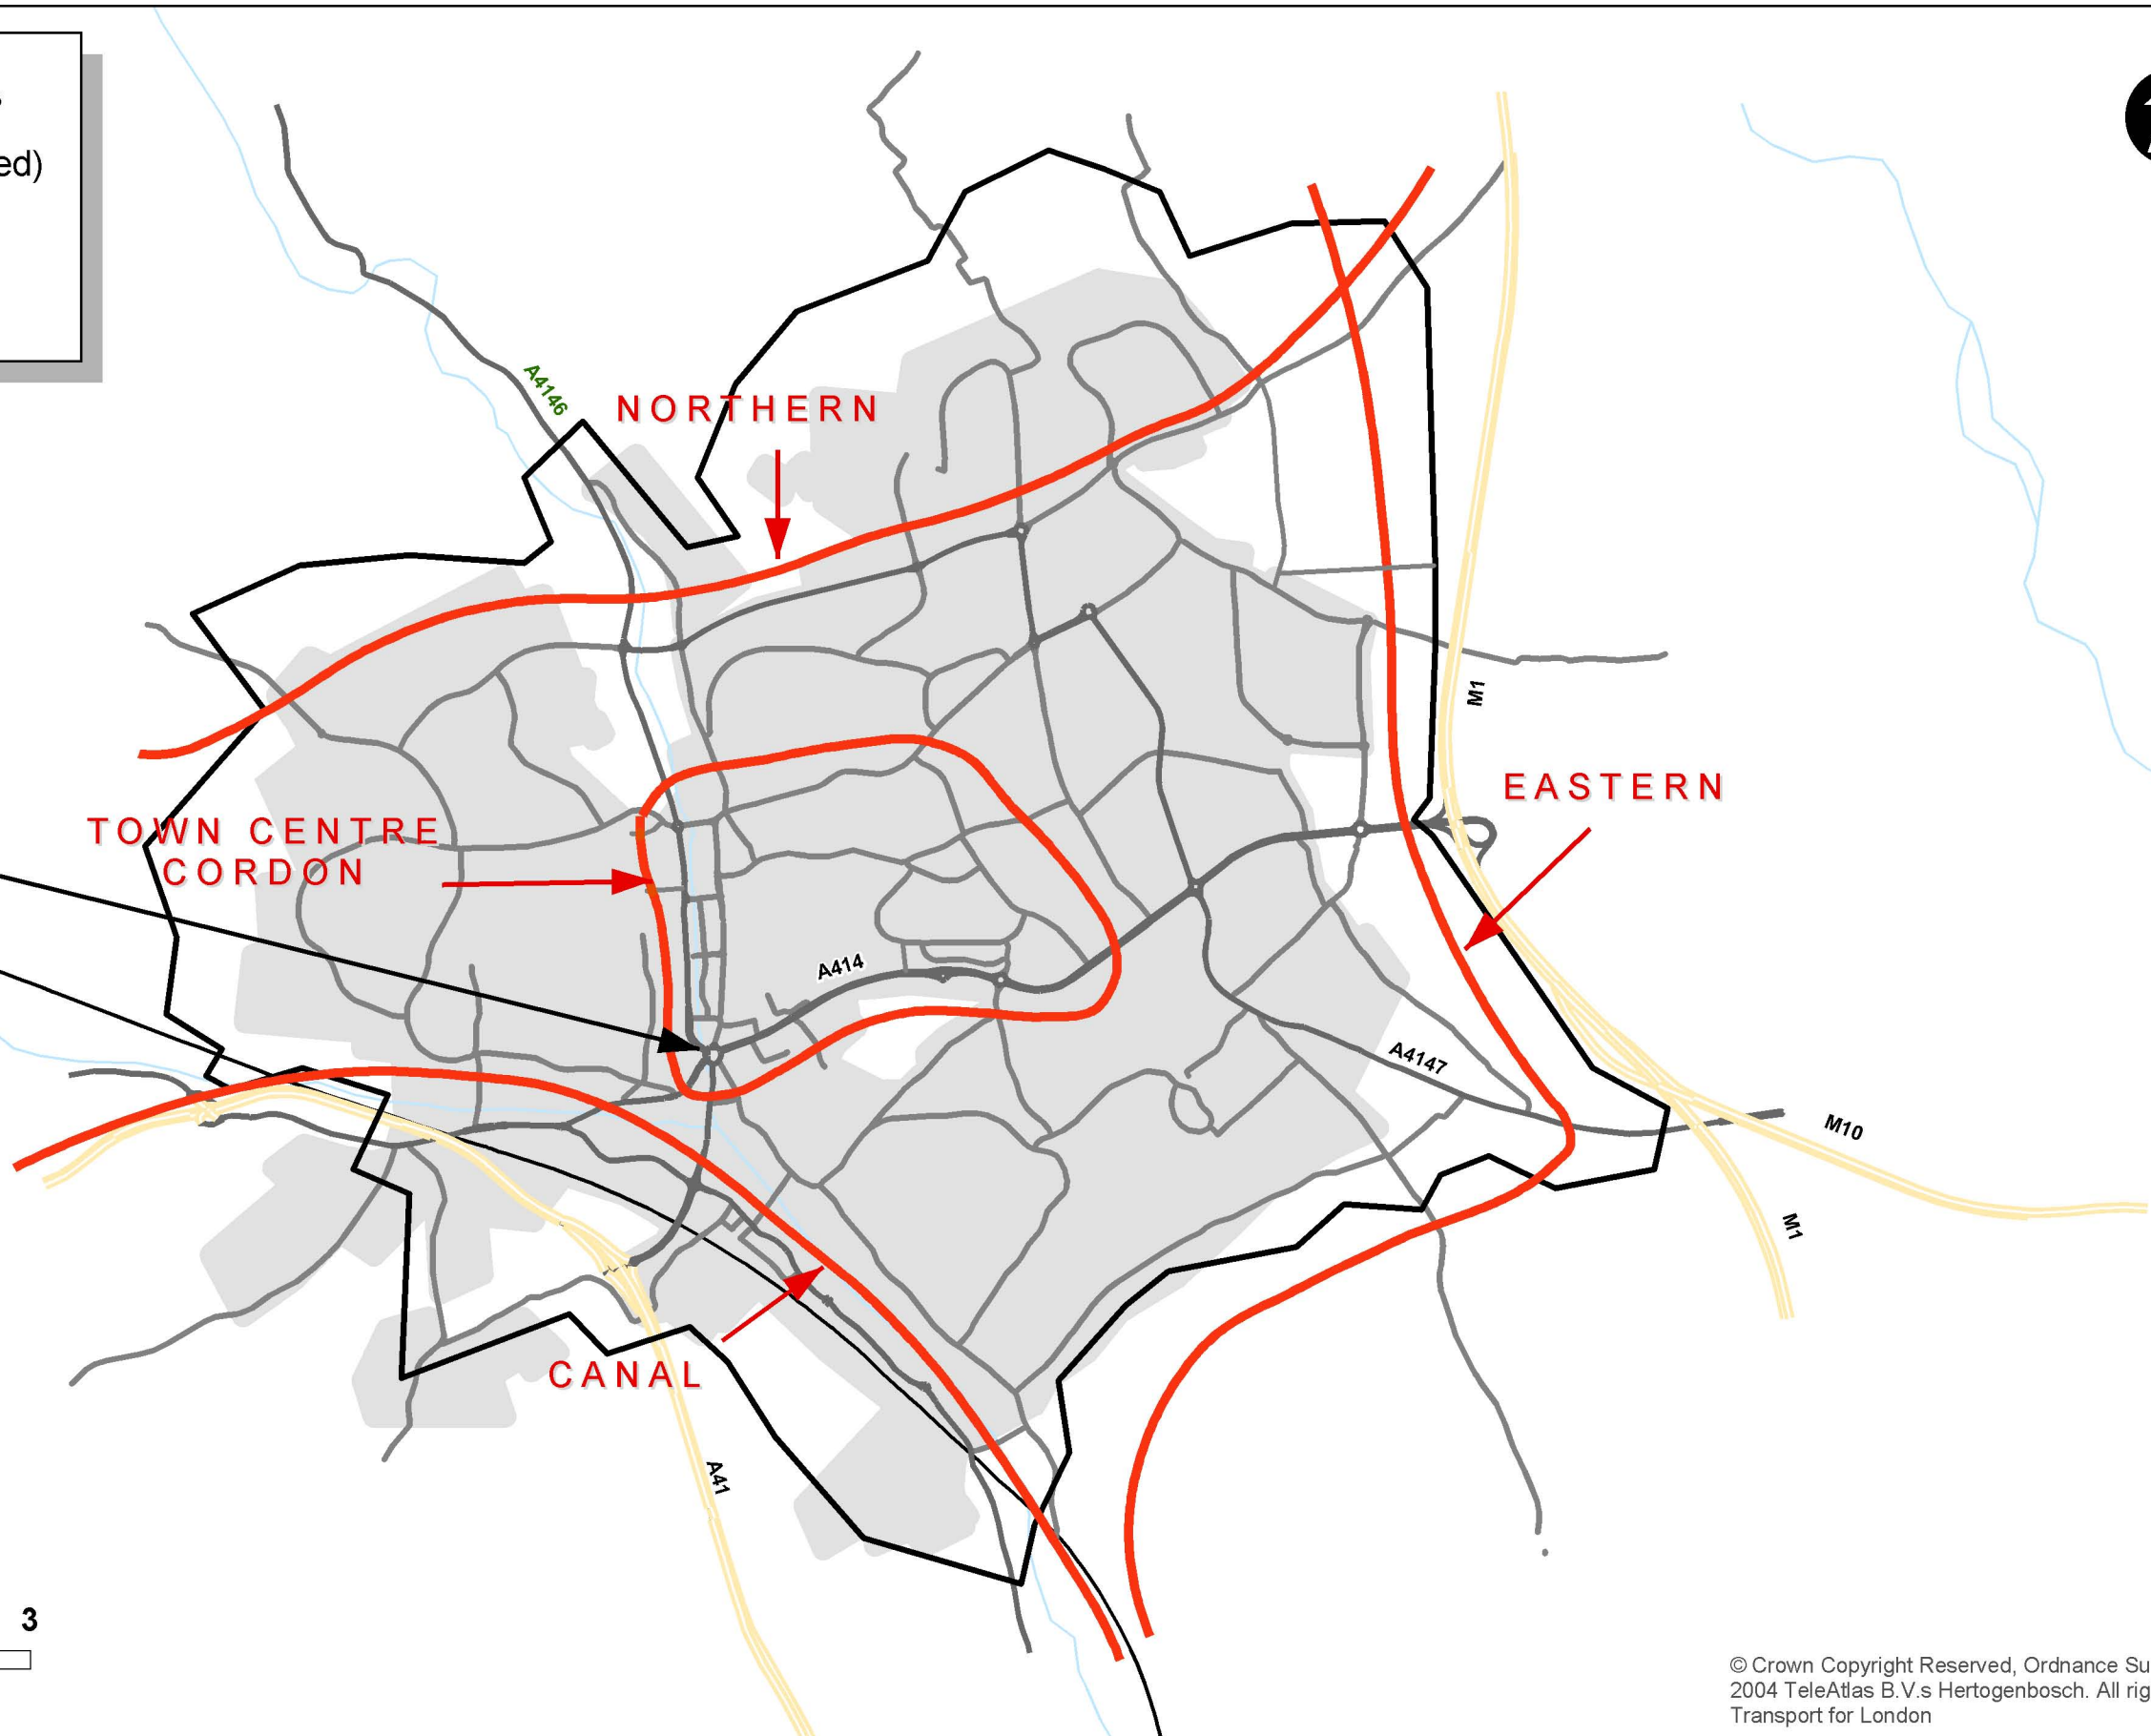 ed)
A4146
NORTHERN
M1
EASTERN
TOWN CENTRE
CORDON
A414
A4147
M10
M1
CANAL
A41
3
© Crown Copyright Reserved, Ordnance Su
2004 TeleAtlas B.V.s Hertogenbosch. All rig
Transport for London